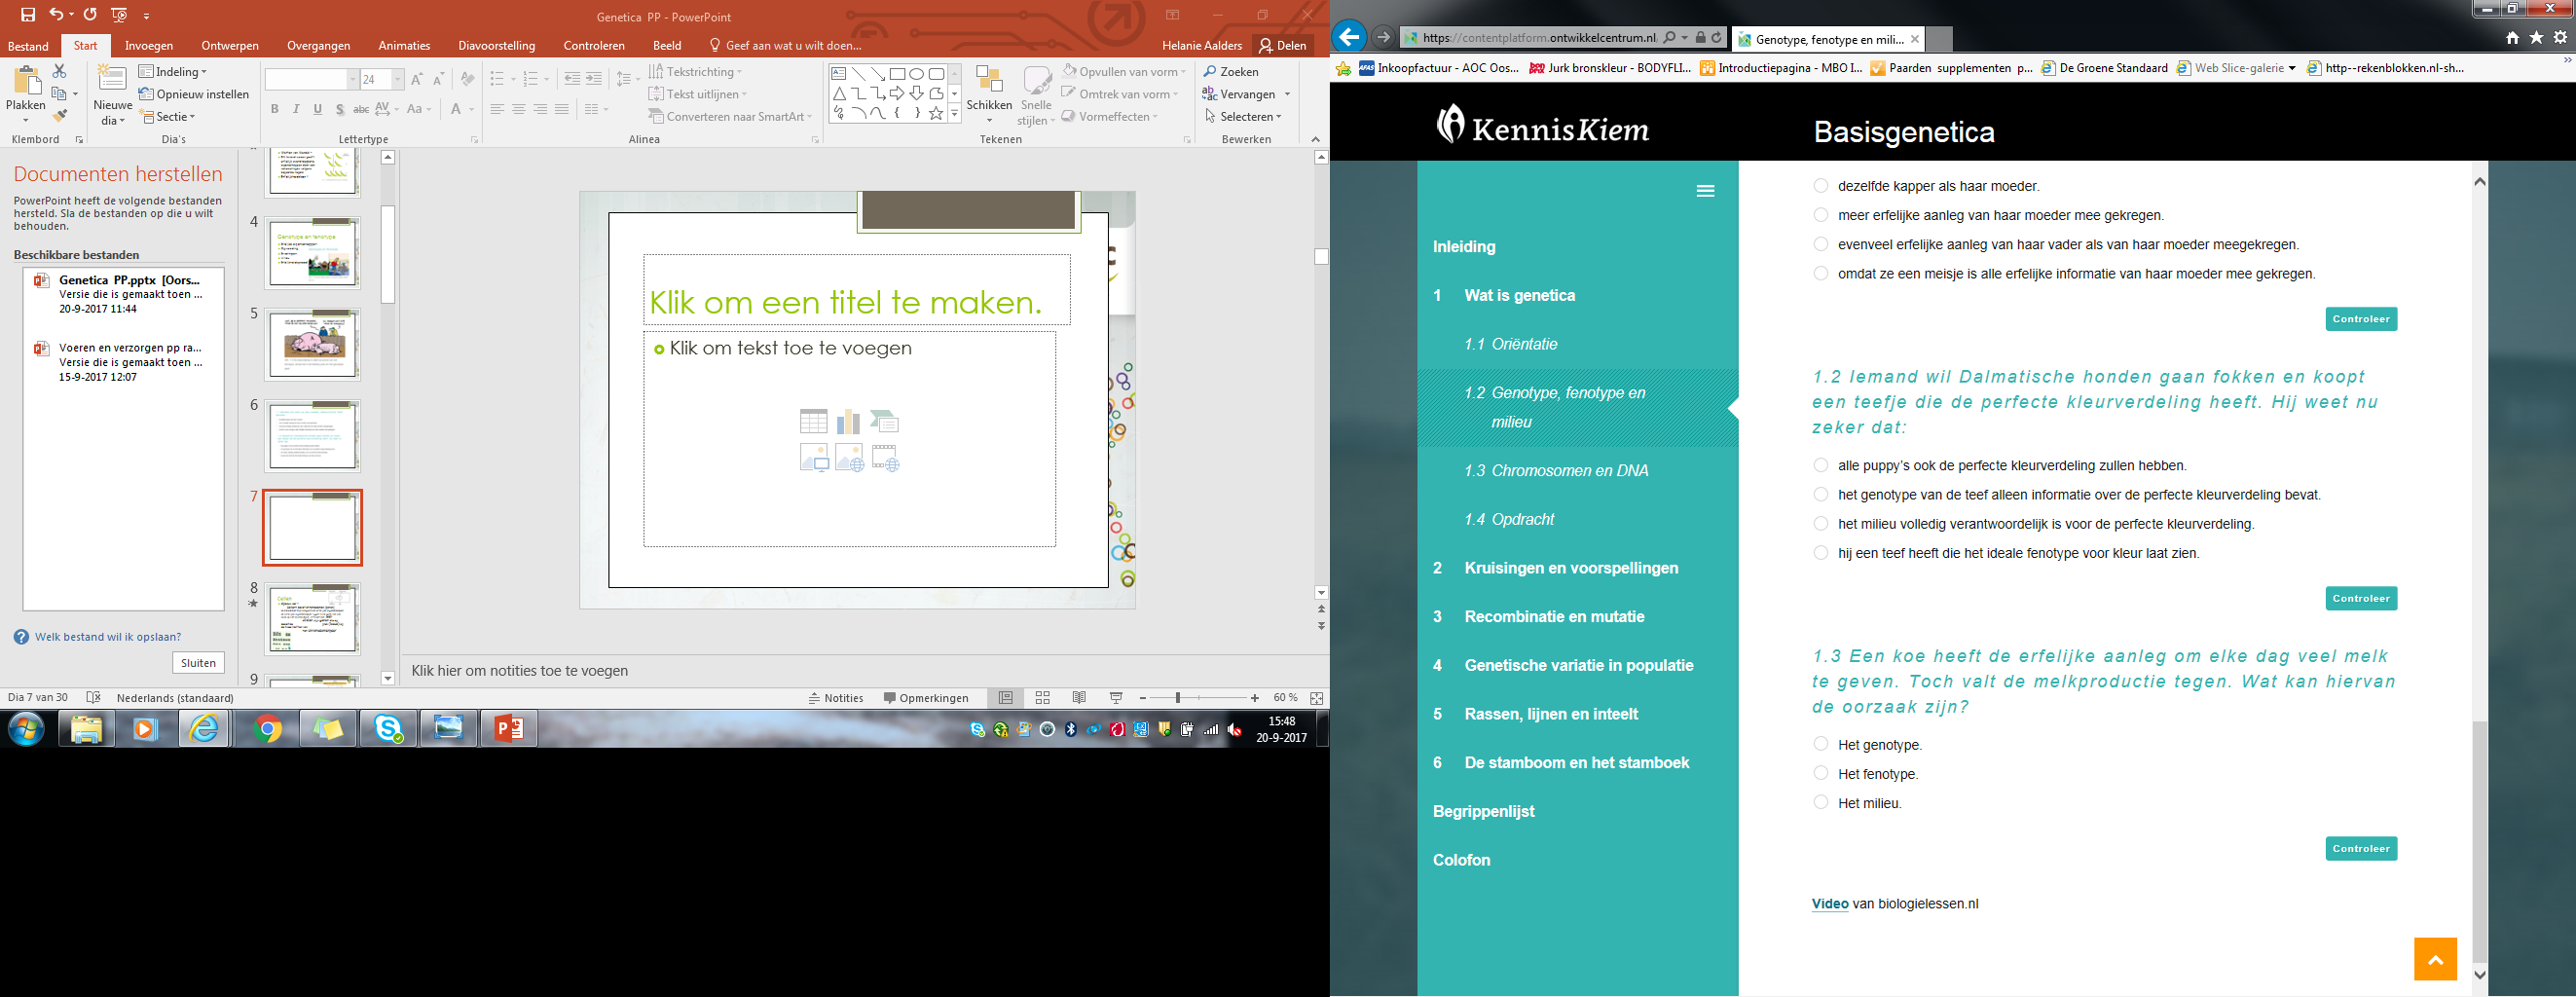 Genetica PP - PowerPoint
Bestand Start Invoegen Ontwerpen Overgangen Animaties Diavoorstelling Controleren Beeld Geef aan wat u wilt doen... Helanie Aalders Delen
Plakken
Klembord
Nieuwe dia
Indeling
Opnieuw instellen
Sectie
Dia's
24
B I U S abc AV Aa A
Lettertype
Tekstrichting
Tekst uitlijnen
Converteren naar SmartArt
Alinea
Schikken
Snelle stijlen
Opvullen van vorm
Omtrek van vorm
Vormeffecten
Tekenen
Zoeken
Vervangen
Selecteren
Bewerken
Documenten herstellen
PowerPoint heeft de volgende bestanden
hersteld. Sla de bestanden op die u wilt
behouden.
Beschikbare bestanden
Genetica PP.pptx [Oors...
Versie die is gemaakt toen ...
20-9-2017 11:44
Voeren en verzorgen pp ra...
Versie die is gemaakt toen ...
15-9-2017 12:07
Welk bestand wil ik opslaan?
Sluiten
4
Genotype en fenotype
5
6
7
8
9
Klik om een titel te maken.
Klik om tekst toe te voegen
Klik hier om notities toe te voegen
Dia 7 van 30 Nederlands (standaard) Notities Opmerkingen 60 %
15:48
20-9-2017
https://contentplatform.ontwikkelcentrum.nl
Genotype, fenotype en mili...
Inkoopfactuur - AOC Oos... Jurk bronskleur - BODYFLI... Introductiepagina - MBO I... Paarden supplementen p... De Groene Standaard Web Slice-galerie http--rekenblokken.nl-sh...
KennisKiem
Basisgenetica
Inleiding
1 Wat is genetica
1.1 Oriëntatie
1.2 Genotype, fenotype en
milieu
1.3 Chromosomen en DNA
1.4 Opdracht
2 Kruisingen en voorspellingen
3 Recombinatie en mutatie
4 Genetische variatie in populatie
5 Rassen, lijnen en inteelt
6 De stamboom en het stamboek
Begrippenlijst
Colofon
dezelfde kapper als haar moeder.
meer erfelijke aanleg van haar moeder mee gekregen.
evenveel erfelijke aanleg van haar vader als van haar moeder meegekregen.
omdat ze een meisje is alle erfelijke informatie van haar moeder mee gekregen.
Controleer
1.2 Iemand wil Dalmatische honden gaan fokken en koopt
een teefje die de perfecte kleurverdeling heeft. Hij weet nu
zeker dat:
alle puppy's ook de perfecte kleurverdeling zullen hebben.
het genotype van de teef alleen informatie over de perfecte kleurverdeling bevat.
het milieu volledig verantwoordelijk is voor de perfecte kleurverdeling.
hij een teef heeft die het ideale fenotype voor kleur laat zien.
Controleer
1.3 Een koe heeft de erfelijke aanleg om elke dag veel melk
te geven. Toch valt de melkproductie tegen. Wat kan hiervan
de oorzaak zijn?
Het genotype.
Het fenotype.
Het milieu.
Controleer
Video van biologielessen.nl